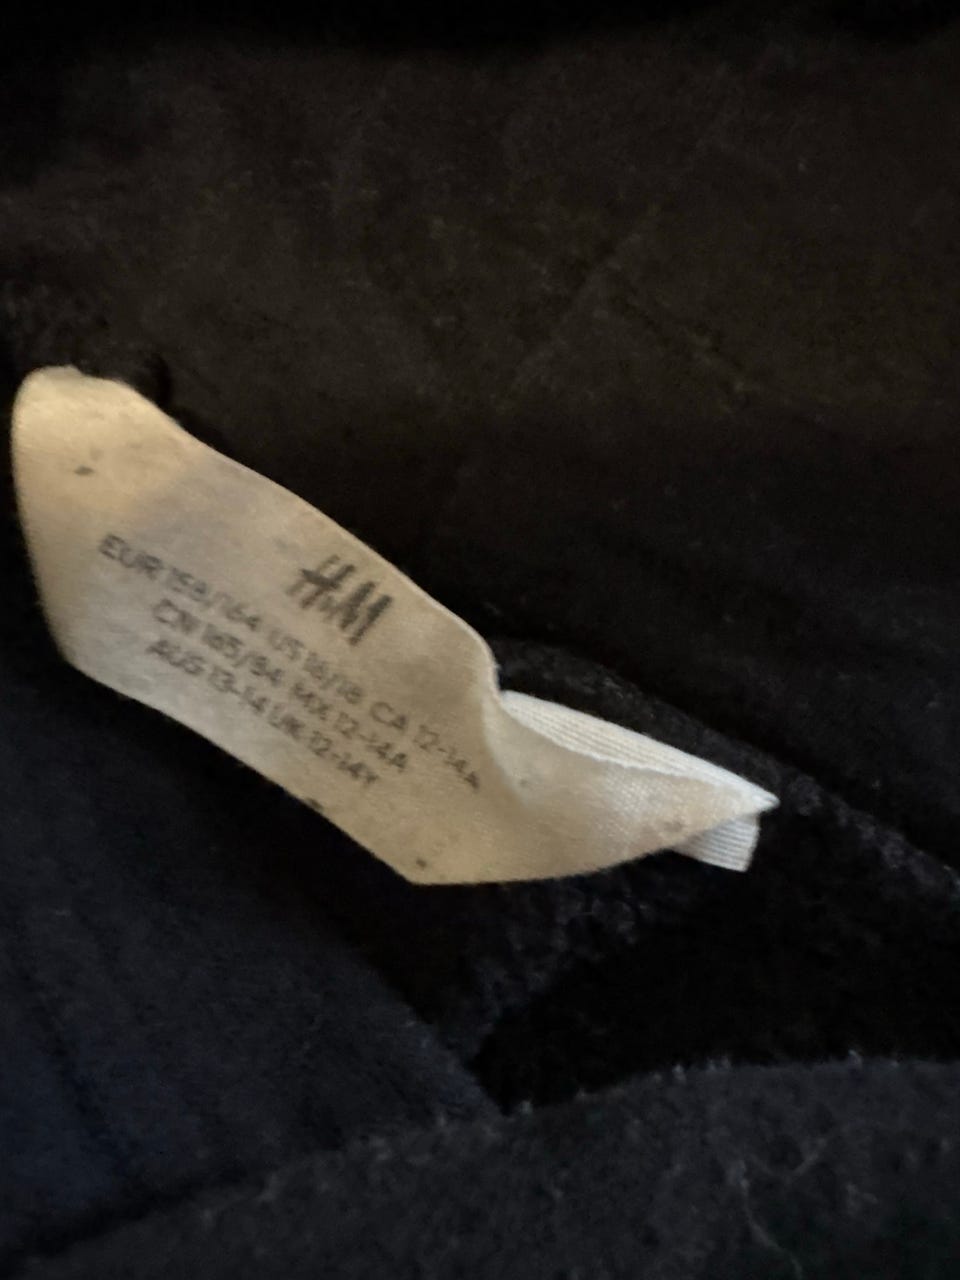 H&M
EUR 158/164 US 16/18 CA 12-14A
CN 165/84 MX 12-14A
AUG 13-14 UK 12-14Y